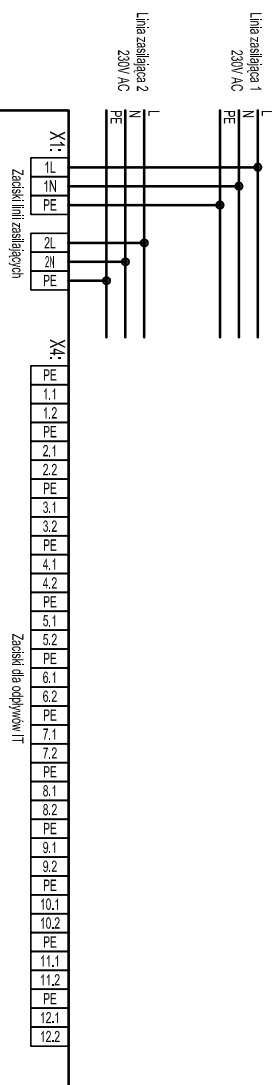 Linia zasilająca 1
230V AC
L
N
PE
Linia zasilająca 2
230V AC
L
N
PE
X1:
1L
1N
PE
2L
2N
PE
Zaciski linii zasilających
X4:
PE
1.1
1.2
PE
2.1
2.2
PE
3.1
3.2
PE
4.1
4.2
PE
5.1
5.2
PE
6.1
6.2
PE
7.1
7.2
PE
8.1
8.2
PE
9.1
9.2
PE
10.1
10.2
PE
11.1
11.2
PE
12.1
12.2
Zaciski dla odpływów IT